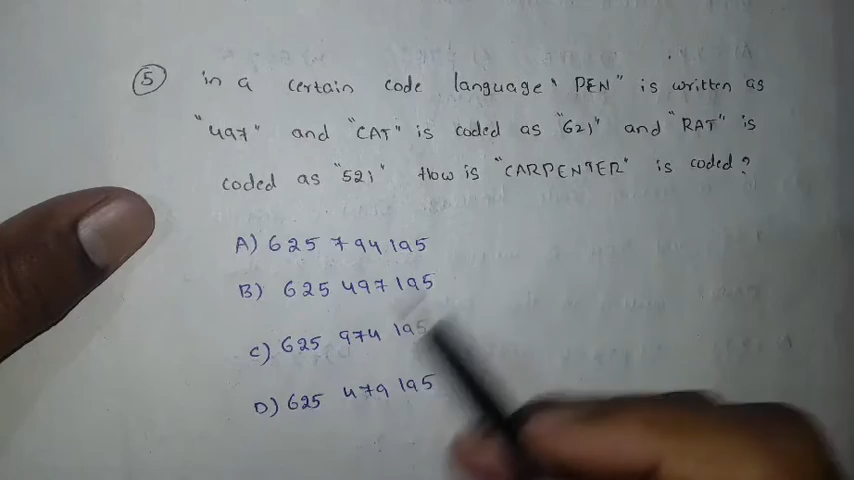 5 in a certain code language "PEN" is written as
"497" and "CAT" is coded as "621" and "RAT" is
coded as "521" How is "CARPENTER" is coded?
A) 625 794 195
B) 625 497 195
C) 625 974 195
D) 625 479 195